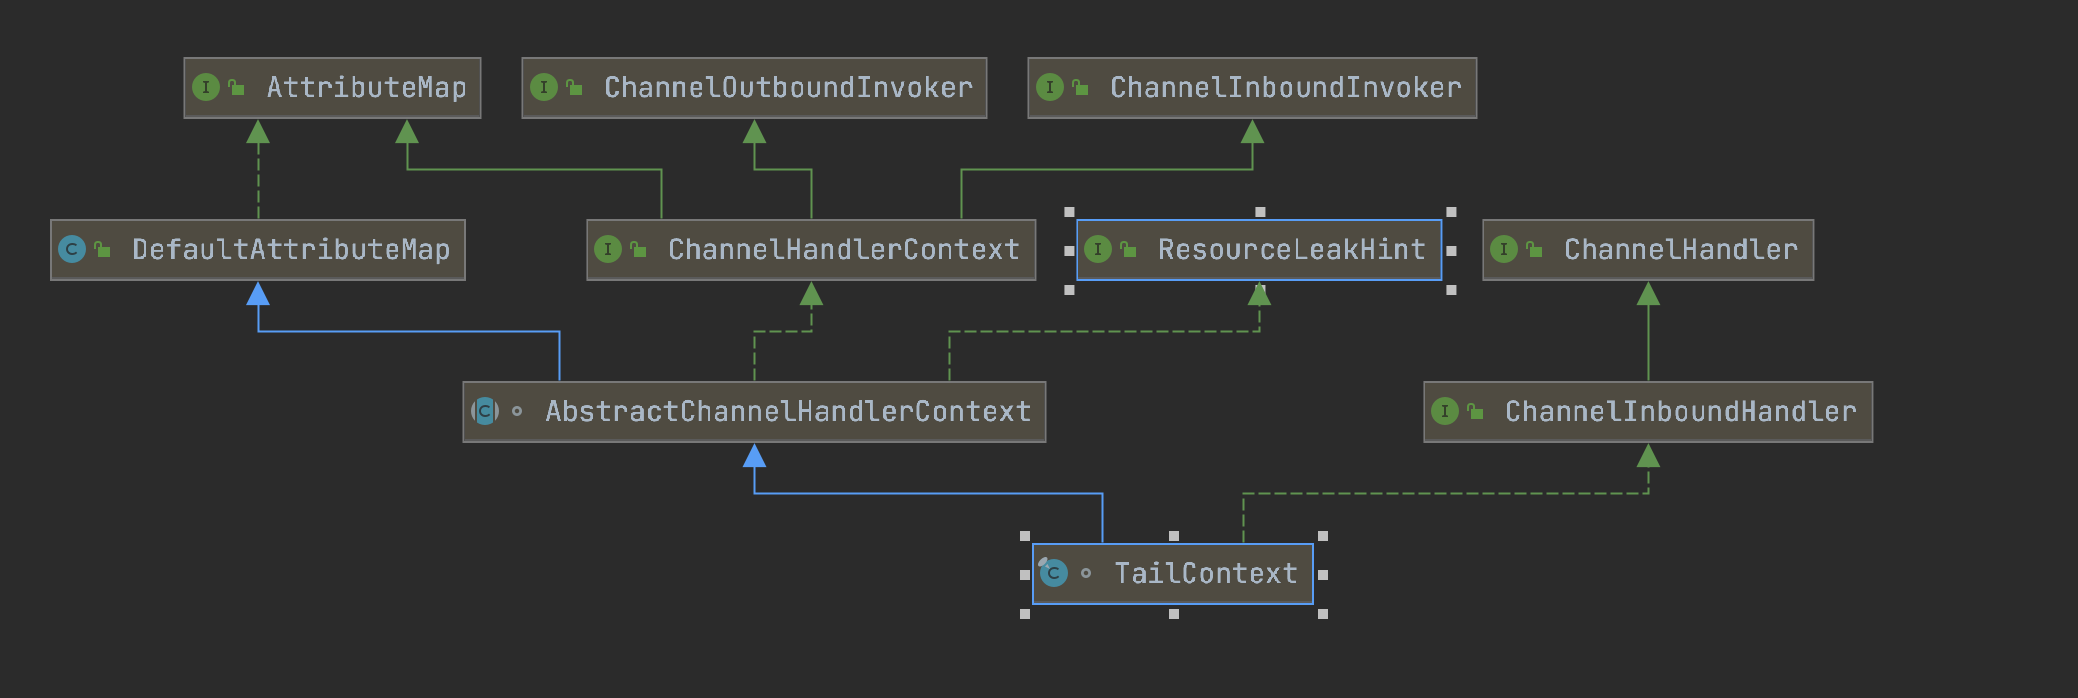 I AttributeMap
I ChannelOutboundInvoker
I ChannelInboundInvoker
C DefaultAttributeMap
I ChannelHandlerContext
I ResourceLeakHint
I ChannelHandler
C AbstractChannelHandlerContext
I ChannelInboundHandler
C TailContext